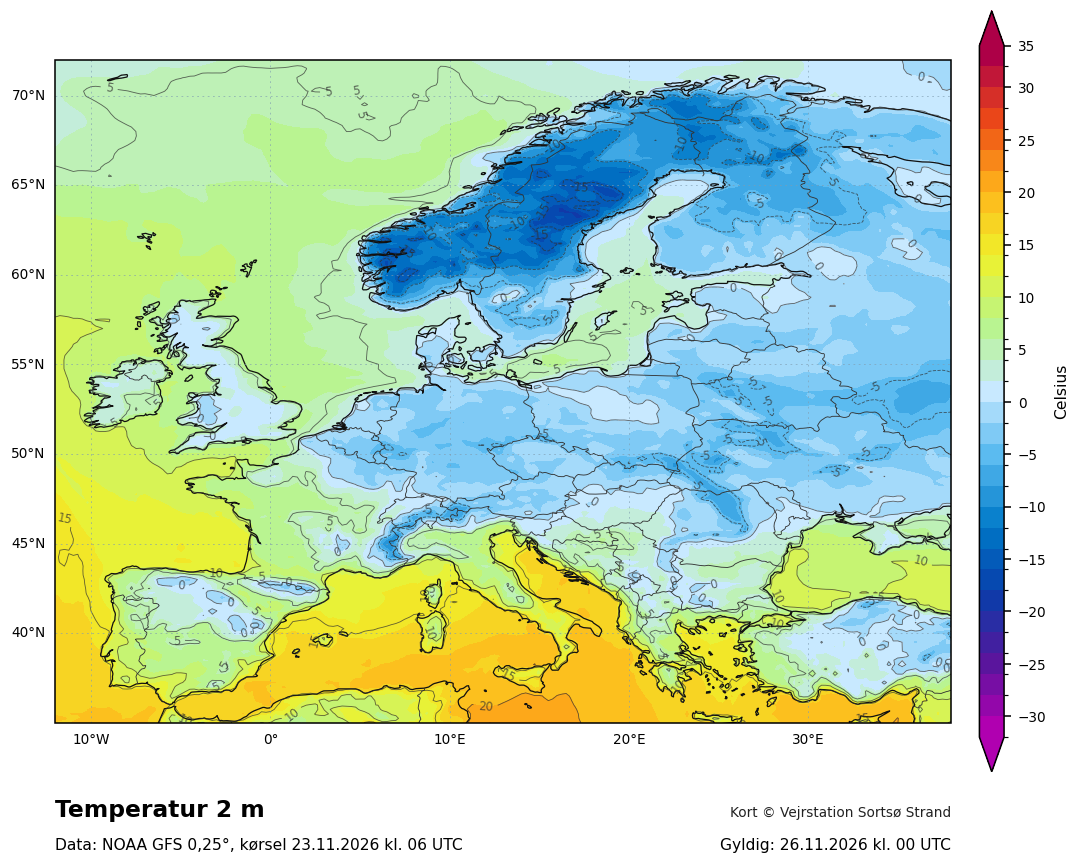 35
30
25
20
15
10
5
0
−5
−10
−15
−20
−25
−30
Celsius
70°N
65°N
60°N
55°N
50°N
45°N
40°N
10°W
0°
10°E
20°E
30°E
Temperatur 2 m
Kort © Vejrstation Sortsø Strand
Data: NOAA GFS 0,25°, kørsel 23.11.2026 kl. 06 UTC
Gyldig: 26.11.2026 kl. 00 UTC